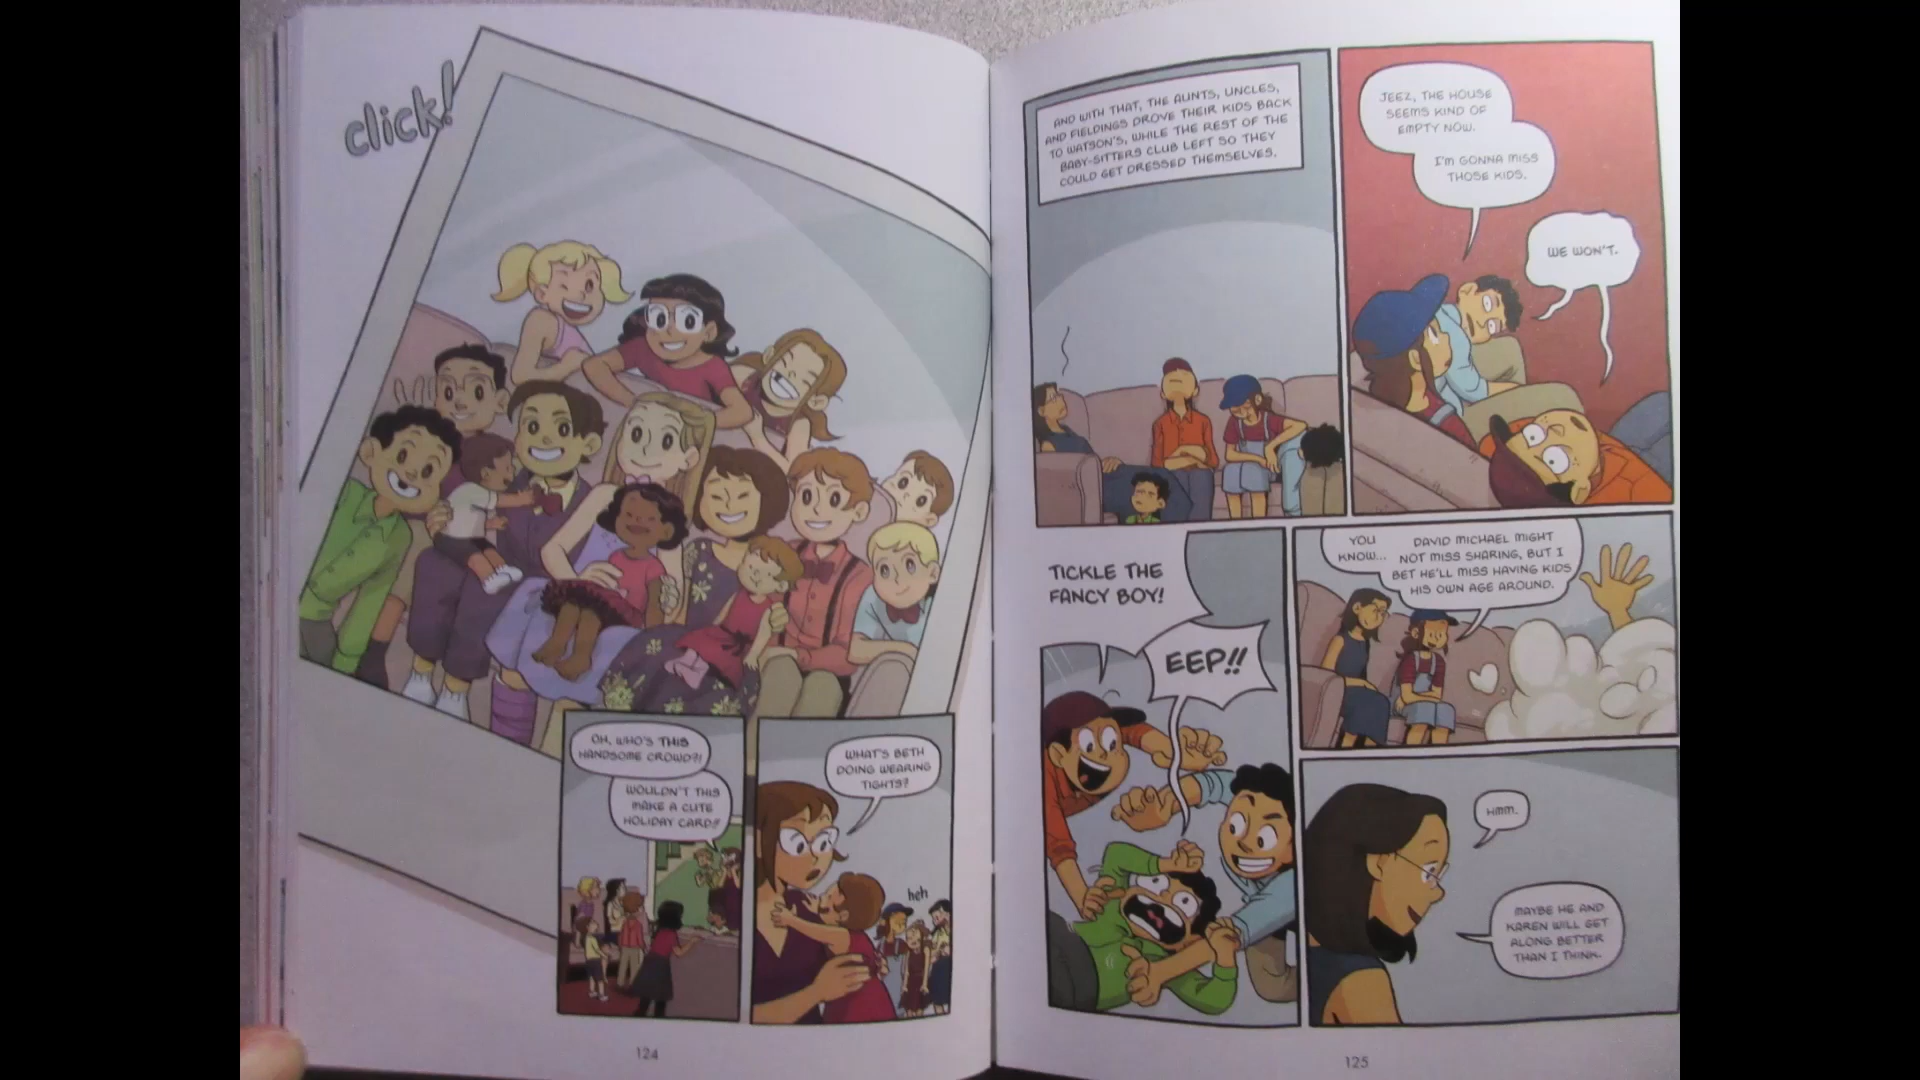 click!
OH, WHO'S THIS
HANDSOME CROWD?!
WOULDN'T THIS
MAKE A CUTE
HOLIDAY CARD?!
WHAT'S BETH
DOING WEARING
TIGHTS?
heh
124
AND WITH THAT, THE AUNTS, UNCLES,
AND FIELDINGS DROVE THEIR KIDS BACK
TO WATSON'S, WHILE THE REST OF THE
BABY-SITTERS CLUB LEFT SO THEY
COULD GET DRESSED THEMSELVES.
JEEZ, THE HOUSE
SEEMS KIND OF
EMPTY NOW.
I'M GONNA MISS
THOSE KIDS.
WE WON'T.
TICKLE THE
FANCY BOY!
EEP!!
YOU
KNOW...
DAVID MICHAEL MIGHT
NOT MISS SHARING, BUT I
BET HE'LL MISS HAVING KIDS
HIS OWN AGE AROUND.
HMM.
MAYBE HE AND
KAREN WILL GET
ALONG BETTER
THAN I THINK.
125